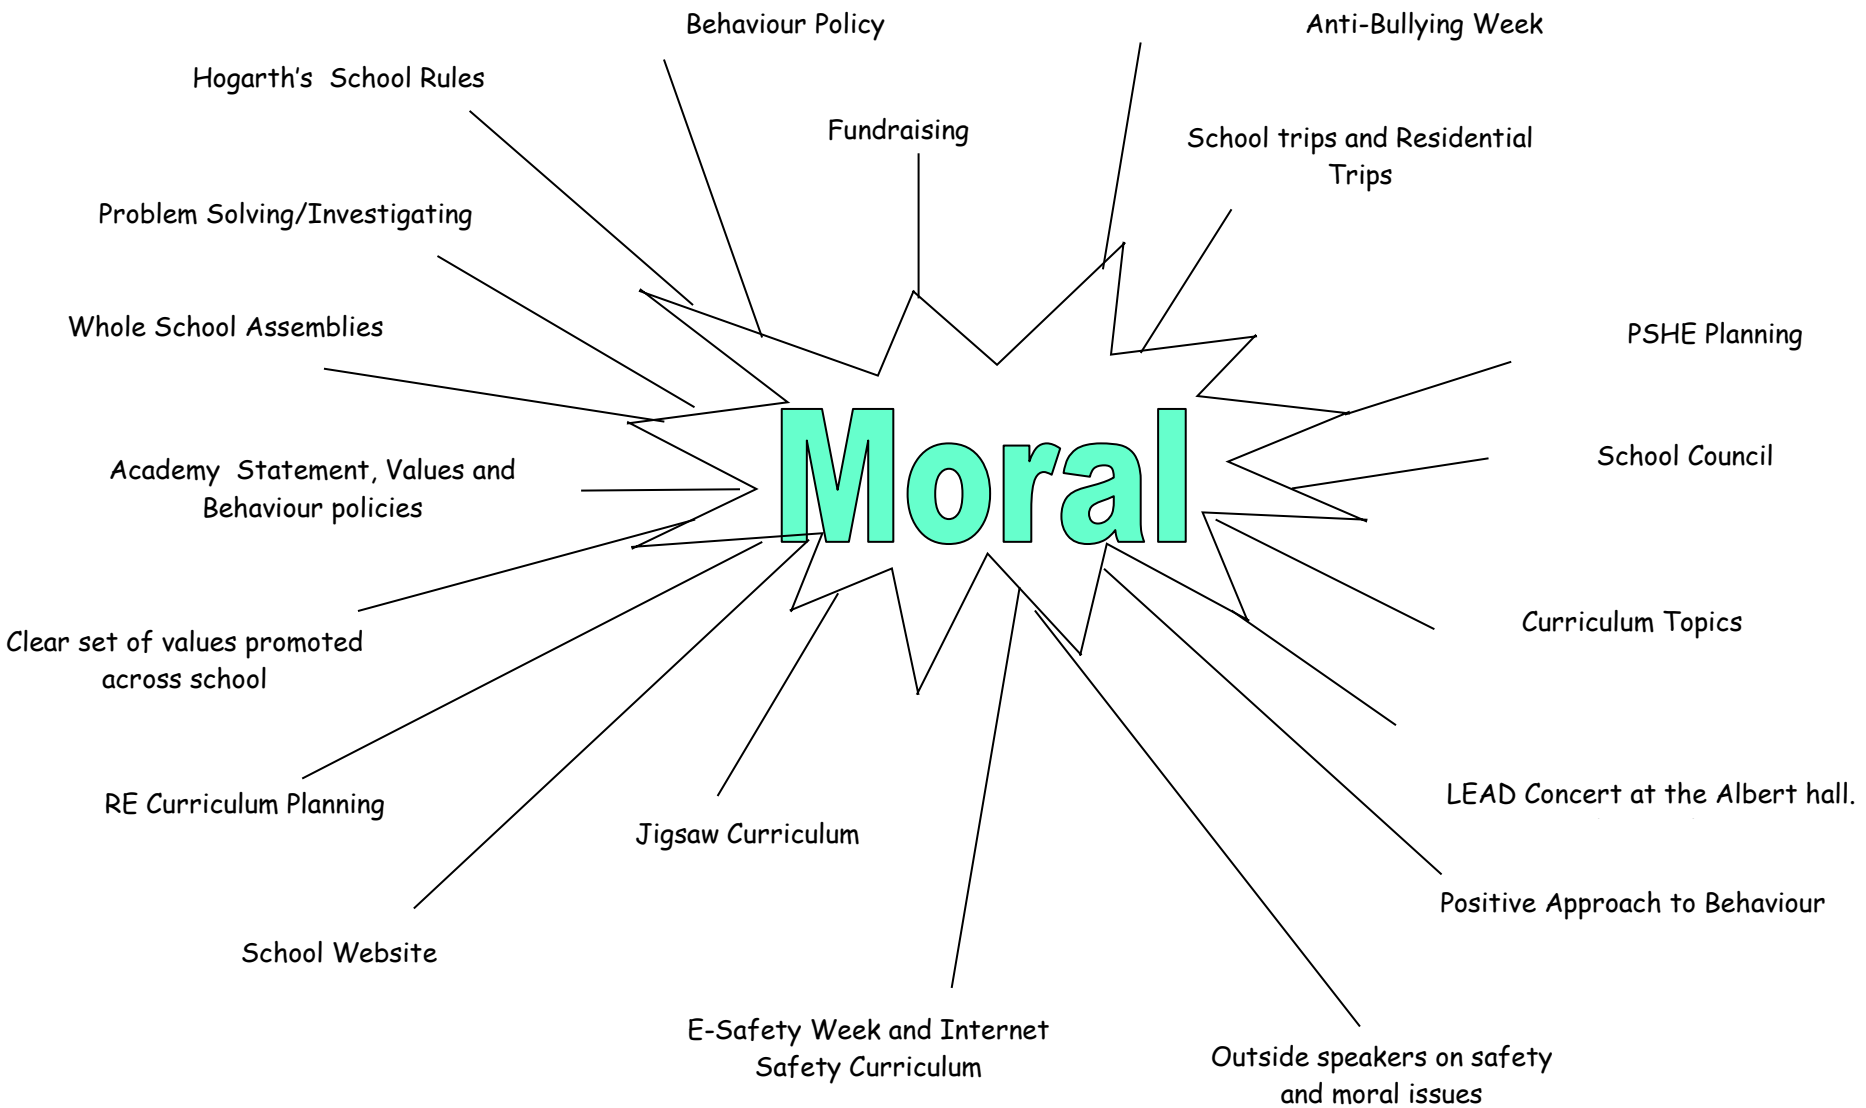 Behaviour Policy
Anti-Bullying Week
Hogarth's  School Rules
Fundraising
School trips and Residential
Trips
Problem Solving/Investigating
Whole School Assemblies
PSHE Planning
Moral
School Council
Academy  Statement, Values and
Behaviour policies
Curriculum Topics
Clear set of values promoted
across school
RE Curriculum Planning
LEAD Concert at the Albert hall.
Jigsaw Curriculum
Positive Approach to Behaviour
School Website
E-Safety Week and Internet
Safety Curriculum
Outside speakers on safety
and moral issues